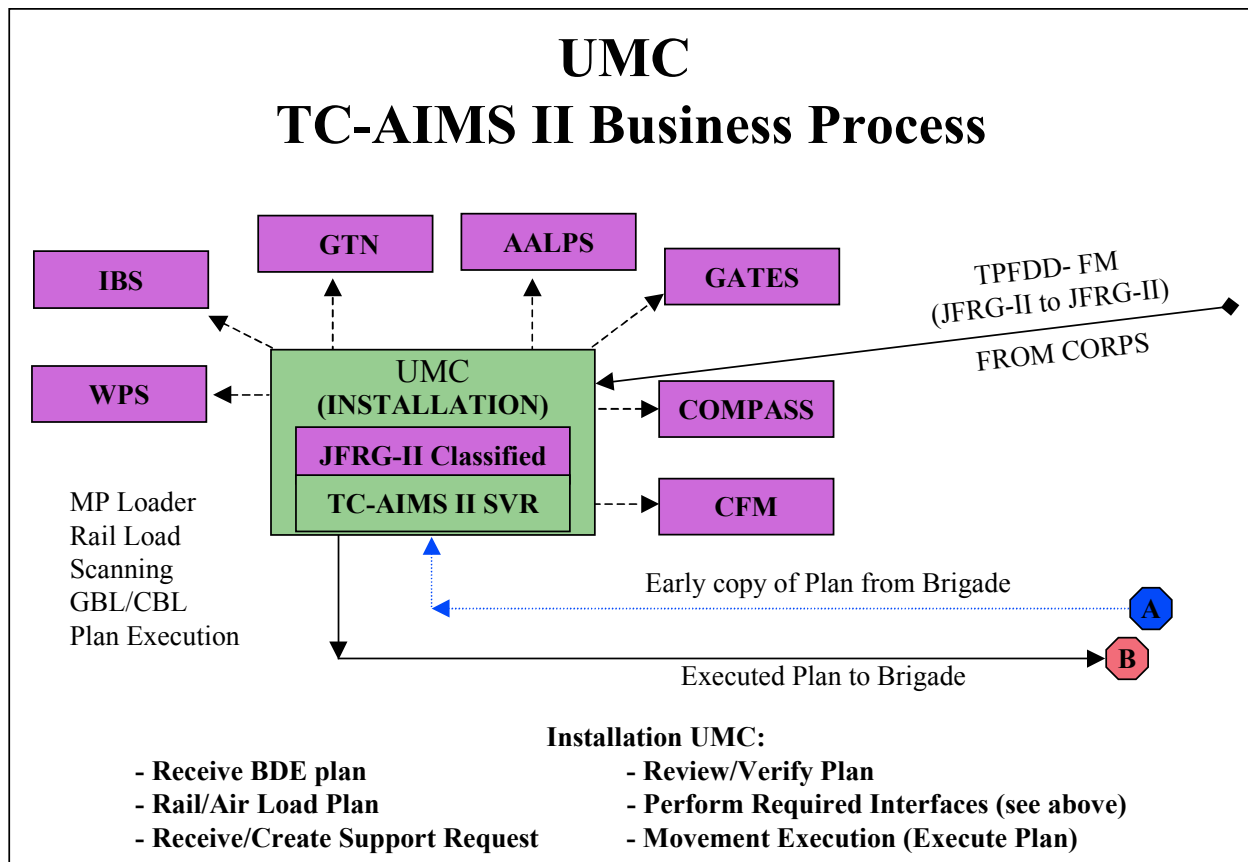 UMC
TC-AIMS II Business Process
GTN
AALPS
IBS
GATES
TPFDD- FM
(JFRG-II to JFRG-II)
FROM CORPS
WPS
UMC
(INSTALLATION)
JFRG-II Classified
TC-AIMS II SVR
COMPASS
CFM
MP Loader
Rail Load
Scanning
GBL/CBL
Plan Execution
Early copy of Plan from Brigade
A
Executed Plan to Brigade
B
Installation UMC:
- Receive BDE plan
- Rail/Air Load Plan
- Receive/Create Support Request
- Review/Verify Plan
- Perform Required Interfaces (see above)
- Movement Execution (Execute Plan)